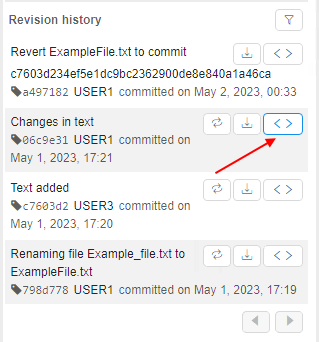 Revision history
Revert ExampleFile.txt to commit
c7603d234ef5e1dc9bc2362900de8e840a1a46ca
a497182 USER1 committed on May 2, 2023, 00:33
Changes in text
06c9e31 USER1 committed on
May 1, 2023, 17:21
Text added
c7603d2 USER3 committed on
May 1, 2023, 17:20
Renaming file Example_file.txt to
ExampleFile.txt
798d778 USER1 committed on May 1, 2023, 17:19